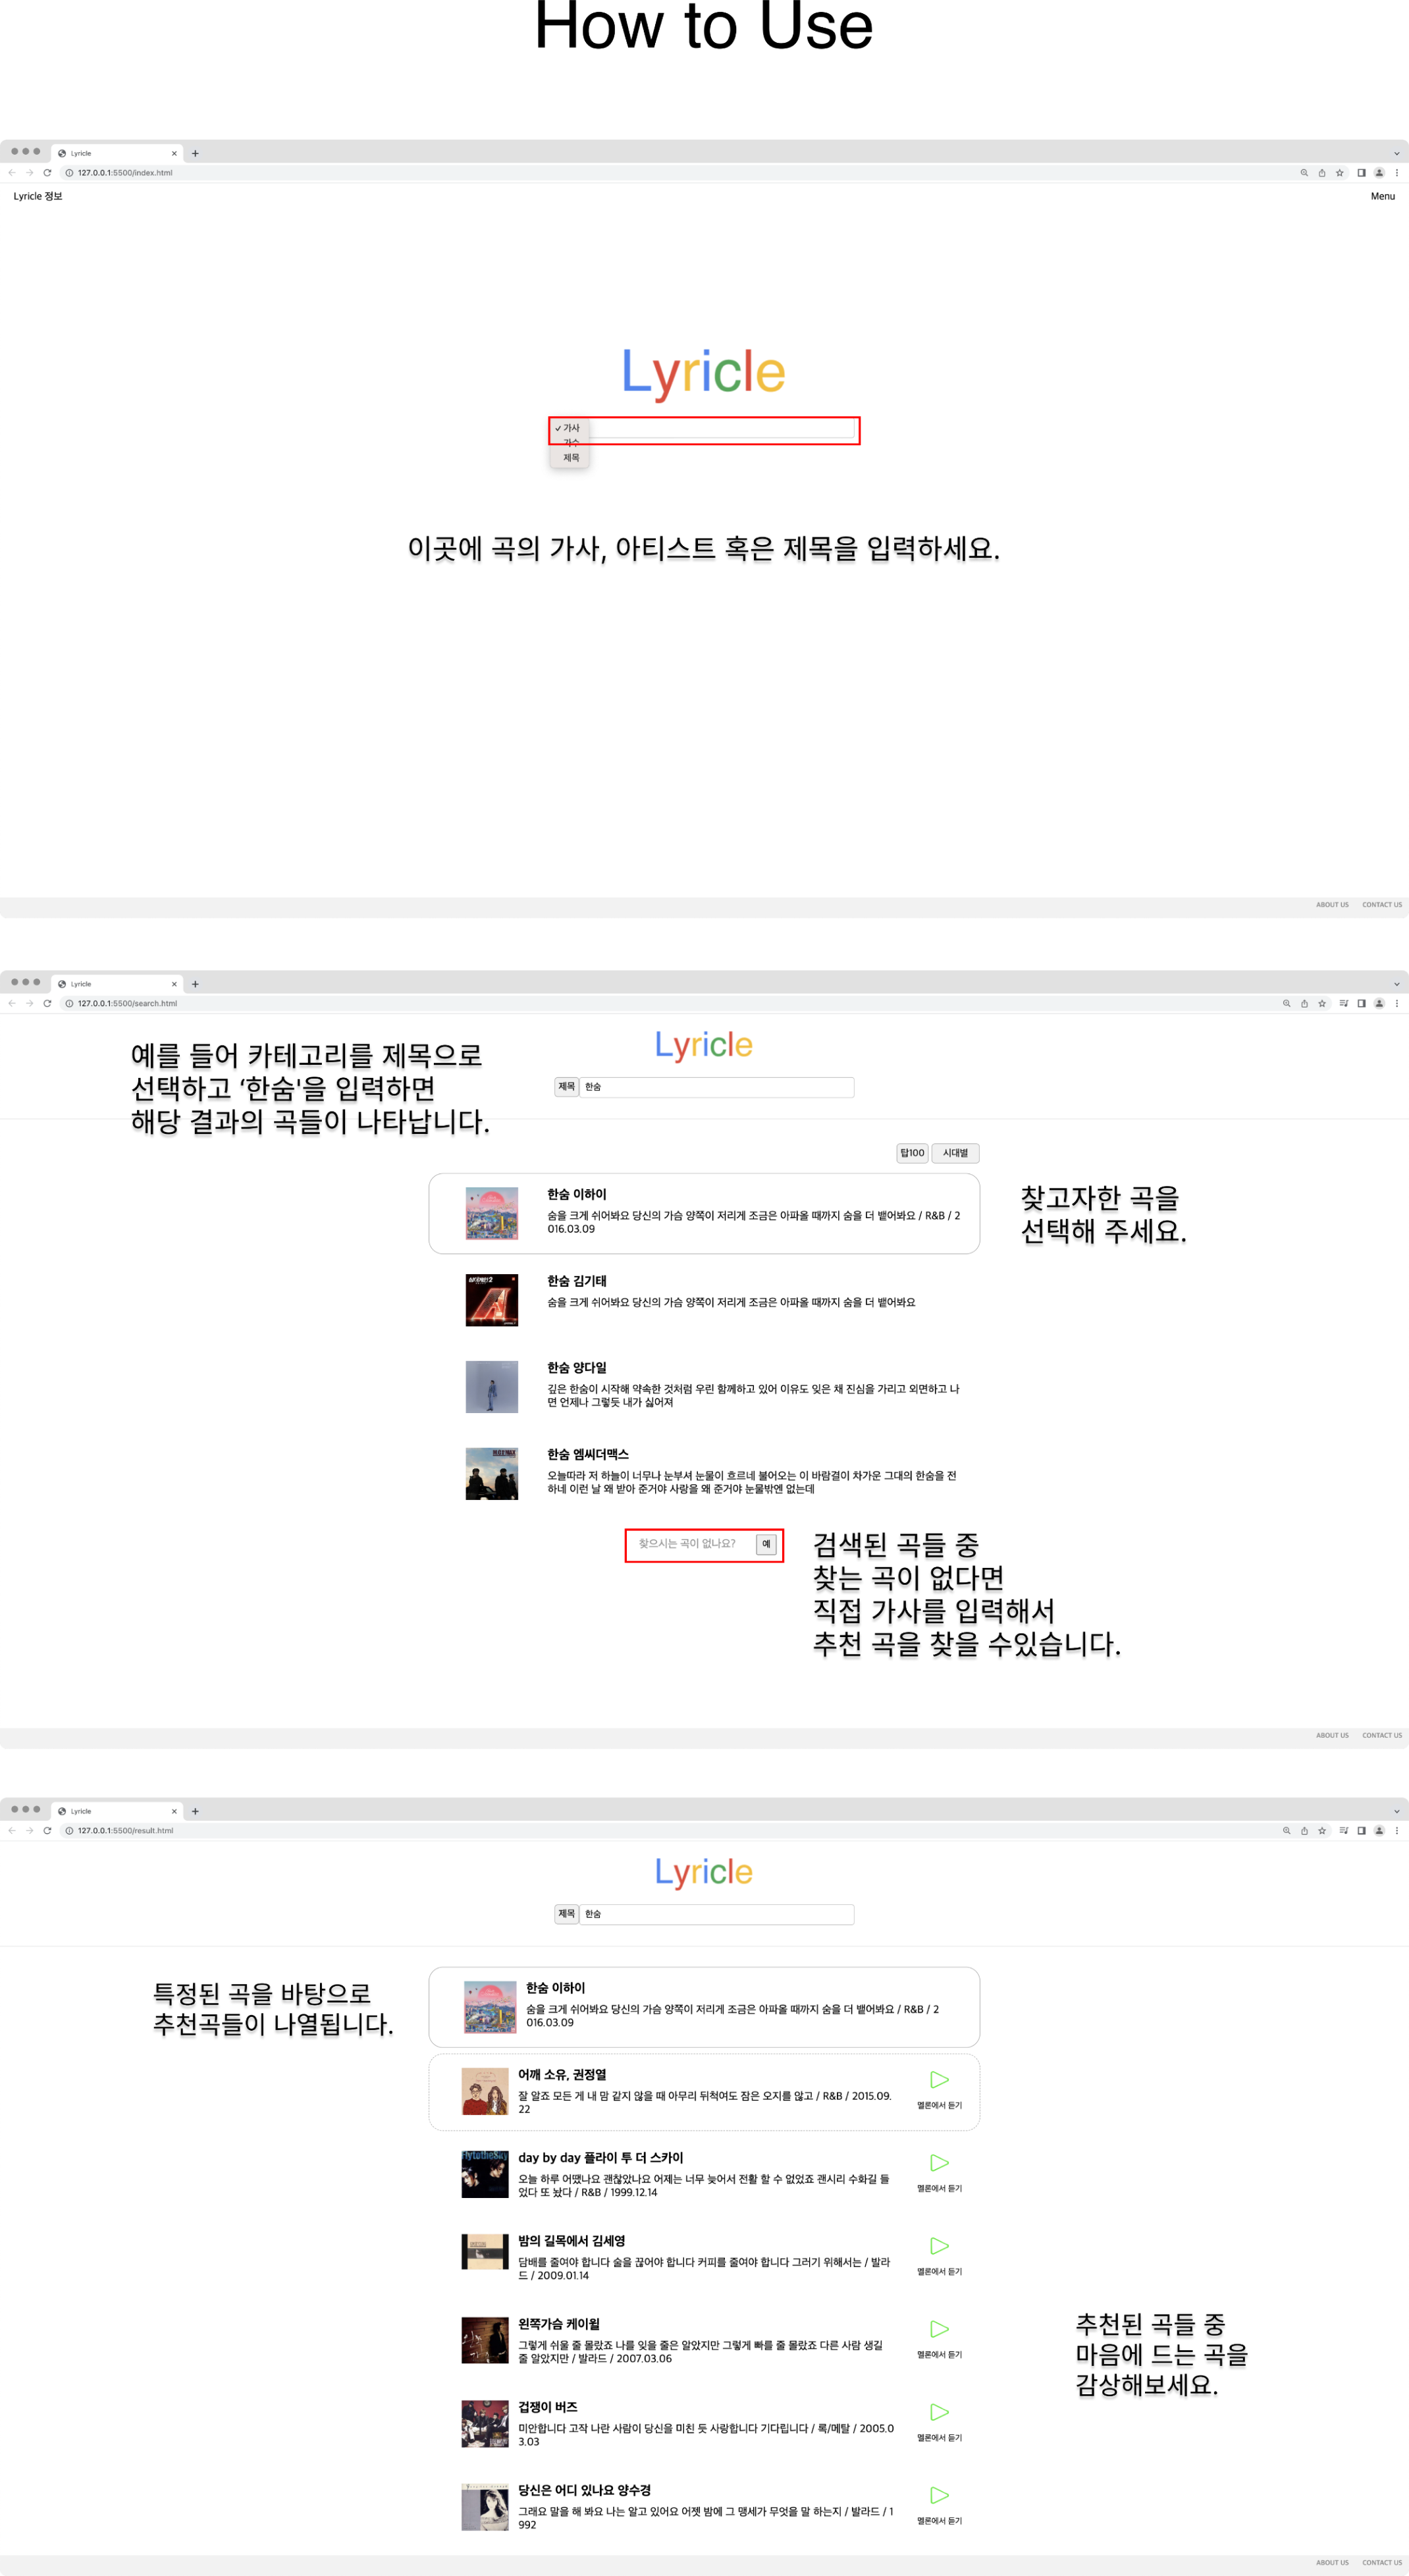 How to Use
Lyricle
127.0.0.1:5500/index.html
Lyricle 정보
Menu
Lyricle
✓ 가사
가수
제목
이곳에 곡의 가사, 아티스트 혹은 제목을 입력하세요.
ABOUT US CONTACT US
Lyricle
127.0.0.1:5500/search.html
Lyricle
예를 들어 카테고리를 제목으로
선택하고 ‘한숨'을 입력하면
해당 결과의 곡들이 나타납니다.
제목 한숨
탑100 시대별
한숨 이하이
숨을 크게 쉬어봐요 당신의 가슴 양쪽이 저리게 조금은 아파올 때까지 숨을 더 뱉어봐요 / R&B / 2
016.03.09
찾고자한 곡을
선택해 주세요.
한숨 김기태
숨을 크게 쉬어봐요 당신의 가슴 양쪽이 저리게 조금은 아파올 때까지 숨을 더 뱉어봐요
한숨 양다일
깊은 한숨이 시작해 약속한 것처럼 우린 함께하고 있어 이유도 잊은 채 진심을 가리고 외면하고 나
면 언제나 그렇듯 내가 싫어져
한숨 엠씨더맥스
오늘따라 저 하늘이 너무나 눈부셔 눈물이 흐르네 불어오는 이 바람결이 차가운 그대의 한숨을 전
하네 이런 날 왜 받아 준거야 사랑을 왜 준거야 눈물밖엔 없는데
찾으시는 곡이 없나요? 예
검색된 곡들 중
찾는 곡이 없다면
직접 가사를 입력해서
추천 곡을 찾을 수있습니다.
ABOUT US CONTACT US
Lyricle
127.0.0.1:5500/result.html
Lyricle
제목 한숨
특정된 곡을 바탕으로
추천곡들이 나열됩니다.
한숨 이하이
숨을 크게 쉬어봐요 당신의 가슴 양쪽이 저리게 조금은 아파올 때까지 숨을 더 뱉어봐요 / R&B / 2
016.03.09
어깨 소유, 권정열
잘 알죠 모든 게 내 맘 같지 않을 때 아무리 뒤척여도 잠은 오지를 않고 / R&B / 2015.09.
22
멜론에서 듣기
day by day 플라이 투 더 스카이
오늘 하루 어땠나요 괜찮았나요 어제는 너무 늦어서 전활 할 수 없었죠 괜시리 수화길 들
었다 또 놨다 / R&B / 1999.12.14
멜론에서 듣기
밤의 길목에서 김세영
담배를 줄여야 합니다 술을 끊어야 합니다 커피를 줄여야 합니다 그러기 위해서는 / 발라
드 / 2009.01.14
멜론에서 듣기
왼쪽가슴 케이윌
그렇게 쉬울 줄 몰랐죠 나를 잊을 줄은 알았지만 그렇게 빠를 줄 몰랐죠 다른 사람 생길
줄 알았지만 / 발라드 / 2007.03.06
멜론에서 듣기
추천된 곡들 중
마음에 드는 곡을
감상해보세요.
겁쟁이 버즈
미안합니다 고작 나란 사람이 당신을 미친 듯 사랑합니다 기다립니다 / 록/메탈 / 2005.0
3.03
멜론에서 듣기
당신은 어디 있나요 양수경
그래요 말을 해 봐요 나는 알고 있어요 어젯 밤에 그 맹세가 무엇을 말 하는지 / 발라드 / 1
992
멜론에서 듣기
ABOUT US CONTACT US